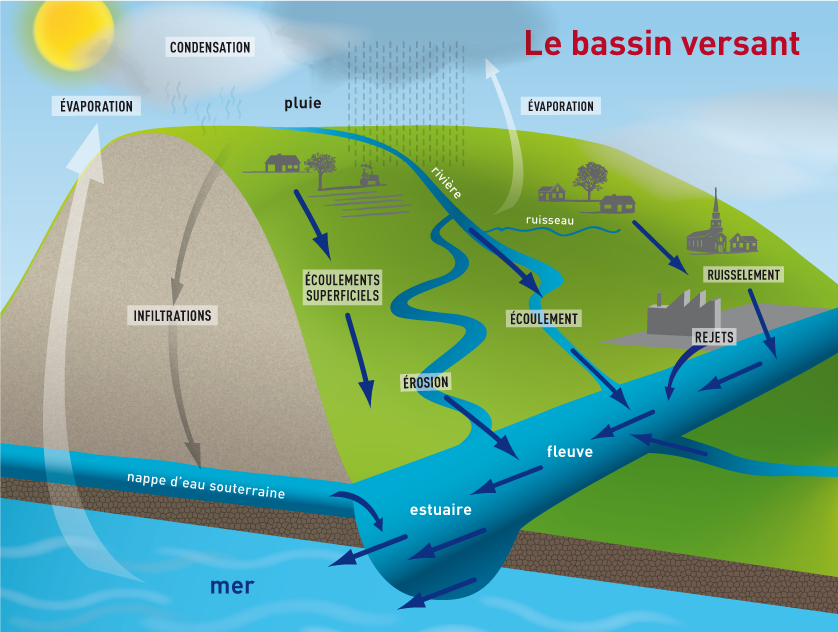 Le bassin versant
CONDENSATION
ÉVAPORATION
pluie
ÉVAPORATION
rivière
ruisseau
RUISSELEMENT
ÉCOULEMENTS
SUPERFICIELS
INFILTRATIONS
ÉCOULEMENT
REJETS
ÉROSION
fleuve
nappe d'eau souterraine
estuaire
mer